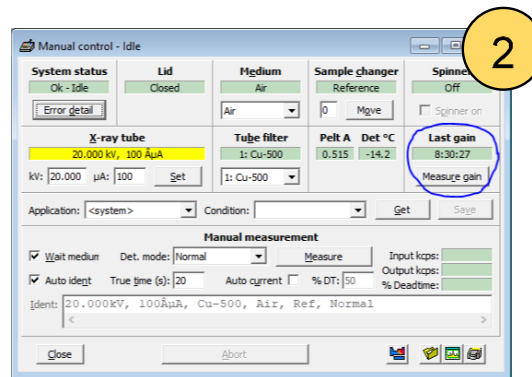 2
Manual control - Idle
System status Lid Medium Sample changer Spinner
Ok - Idle Closed Air Reference Off
Error detail Air 0 Move Spinner on
X-ray tube Tube filter Pelt A Det °C Last gain
20.000 kV, 100 ÂµA 1: Cu-500 0.515 -14.2 8:30:27
kV: 20.000 µA: 100 Set 1: Cu-500 Measure gain
Application: <system> Condition: Get Save
Manual measurement
Wait medium Det. mode: Normal Measure Input kcps:
Output kcps:
Auto ident True time (s): 20 Auto current % DT: 50 % Deadtime:
Ident: 20.000kV, 100ÂµA, Cu-500, Air, Ref, Normal
Close Abort